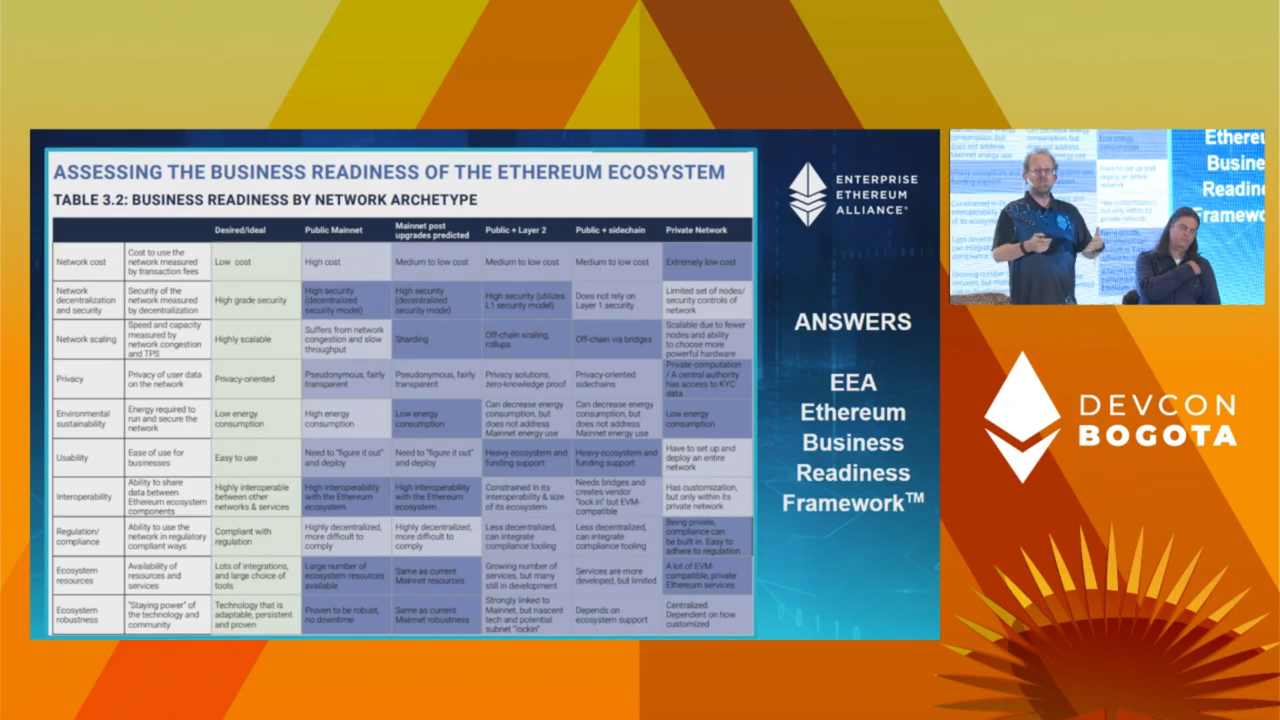 ASSESSING THE BUSINESS READINESS OF THE ETHEREUM ECOSYSTEM
TABLE 3.2: BUSINESS READINESS BY NETWORK ARCHETYPE
Desired/ideal
Public Mainnet
Mainnet post
upgrades predicted
Public + Layer 2
Public + sidechain
Private Network
Network cost
Cost to use the
network measured
by transaction fees
Low cost
High cost
Medium to low cost
Medium to low cost
Medium to low cost
Extremely low cost
Network
decentralization
and security
Security of the
network measured
by decentralization
High grade security
High security
(decentralized
security model)
High security
(decentralized
security mode)
High security (utilizes
L1 security model)
Does not rely on
Layer 1 security
Limited set of nodes/
security controls of
network
Network scaling
Speed and capacity
measured by
network congestion
and TPS
Highly scalable
Suffers from network
congestion and slow
throughput
Sharding
Off-chain scaling,
rollups
Off-chain via bridges
Scalable due to fewer
nodes and ability
to choose more
powerful hardware
Privacy
Privacy of user data
on the network
Privacy-oriented
Pseudonymous, fairly
transparent
Pseudonymous, fairly
transparent
Privacy solutions,
zero-knowledge proof
Privacy-oriented
sidechains
Private computation
/ A central authority
has access to KYC
data
Environmental
sustainability
Energy required to
run and secure the
network
Low energy
consumption
High energy
consumption
Low energy
consumption
Can decrease energy
consumption, but
does not address
Mainnet energy use
Can decrease energy
consumption, but
does not address
Mainnet energy use
Low energy
consumption
Usability
Ease of use for
businesses
Easy to use
Need to "figure it out"
and deploy
Need to "figure it out"
and deploy
Heavy ecosystem and
funding support
Heavy ecosystem and
funding support
Have to set up and
deploy an entire
network
Interoperability
Ability to share
data between
Ethereum ecosystem
components
Highly interoperable
between other
networks & services
High interoperability
with the Ethereum
ecosystem
High interoperability
with the Ethereum
ecosystem
Constrained in its
interoperability & size
of its ecosystem
Needs bridges and
creates vendor
"lock in" but EVM-
compatible
Has customization,
but only within its
private network
Regulation/
compliance
Ability to use the
network in regulatory
compliant ways
Compliant with
regulation
Highly decentralized,
more difficult to
comply
Highly decentralized,
more difficult to
comply
Less decentralized,
can integrate
compliance tooling
Less decentralized,
can integrate
compliance tooling
Being private,
compliance can
be built in. Easy to
adhere to regulation
Ecosystem
resources
Availability of
resources and
services
Lots of integrations,
and large choice of
tools
Large number of
ecosystem resources
available
Same as current
Mainnet resources
Growing number of
services, but many
still in development
Services are more
developed, but limited
A lot of EVM-
compatible, private
Ethereum services
Ecosystem
robustness
"Staying power" of
the technology and
community
Technology that is
adaptable, persistent
and proven
Proven to be robust,
no downtime
Same as current
Mainnet robustness
Strongly linked to
Mainnet, but nascent
tech and potential
subnet "lockin"
Depends on
ecosystem support
Centralized.
Dependent on how
customized
ENTERPRISE
ETHEREUM
ALLIANCE®
ANSWERS
EEA
Ethereum
Business
Readiness
Framework™
DEVCON
BOGOTA